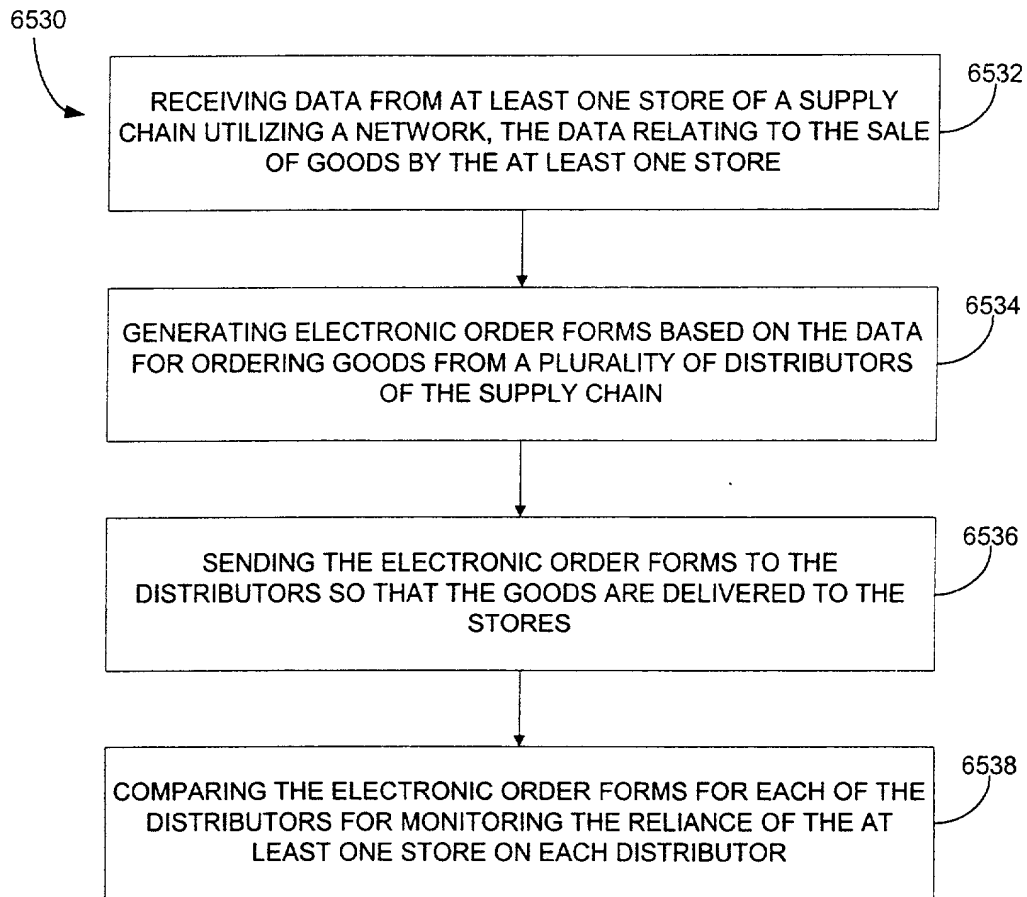 6530
6532
RECEIVING DATA FROM AT LEAST ONE STORE OF A SUPPLY
CHAIN UTILIZING A NETWORK, THE DATA RELATING TO THE SALE
OF GOODS BY THE AT LEAST ONE STORE
6534
GENERATING ELECTRONIC ORDER FORMS BASED ON THE DATA
FOR ORDERING GOODS FROM A PLURALITY OF DISTRIBUTORS
OF THE SUPPLY CHAIN
6536
SENDING THE ELECTRONIC ORDER FORMS TO THE
DISTRIBUTORS SO THAT THE GOODS ARE DELIVERED TO THE
STORES
6538
COMPARING THE ELECTRONIC ORDER FORMS FOR EACH OF THE
DISTRIBUTORS FOR MONITORING THE RELIANCE OF THE AT
LEAST ONE STORE ON EACH DISTRIBUTOR